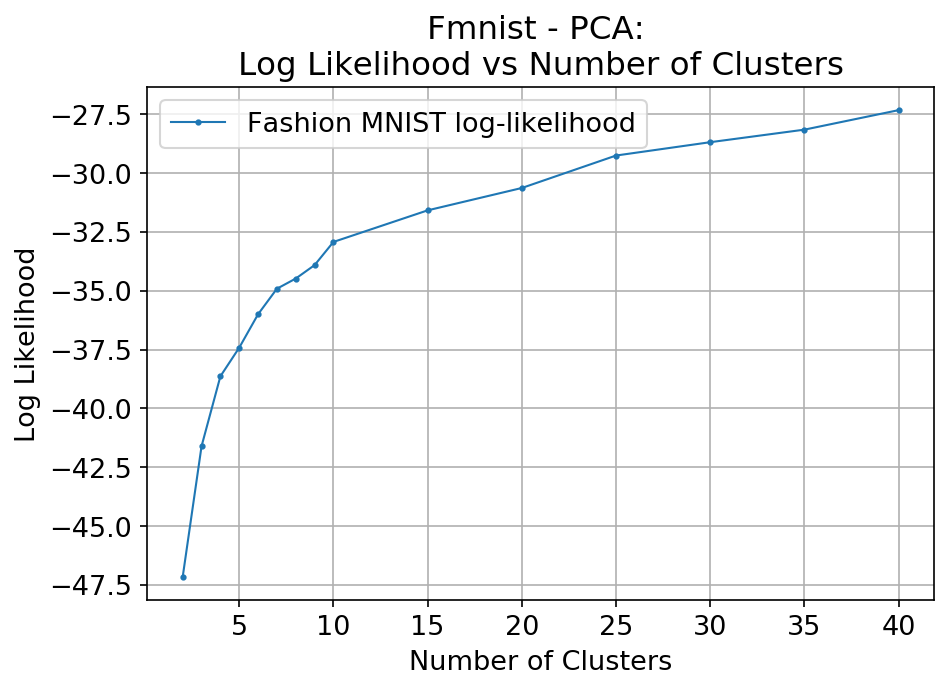 Fmnist - PCA:
Log Likelihood vs Number of Clusters
Fashion MNIST log-likelihood
Log Likelihood
−27.5
−30.0
−32.5
−35.0
−37.5
−40.0
−42.5
−45.0
−47.5
5 10 15 20 25 30 35 40
Number of Clusters